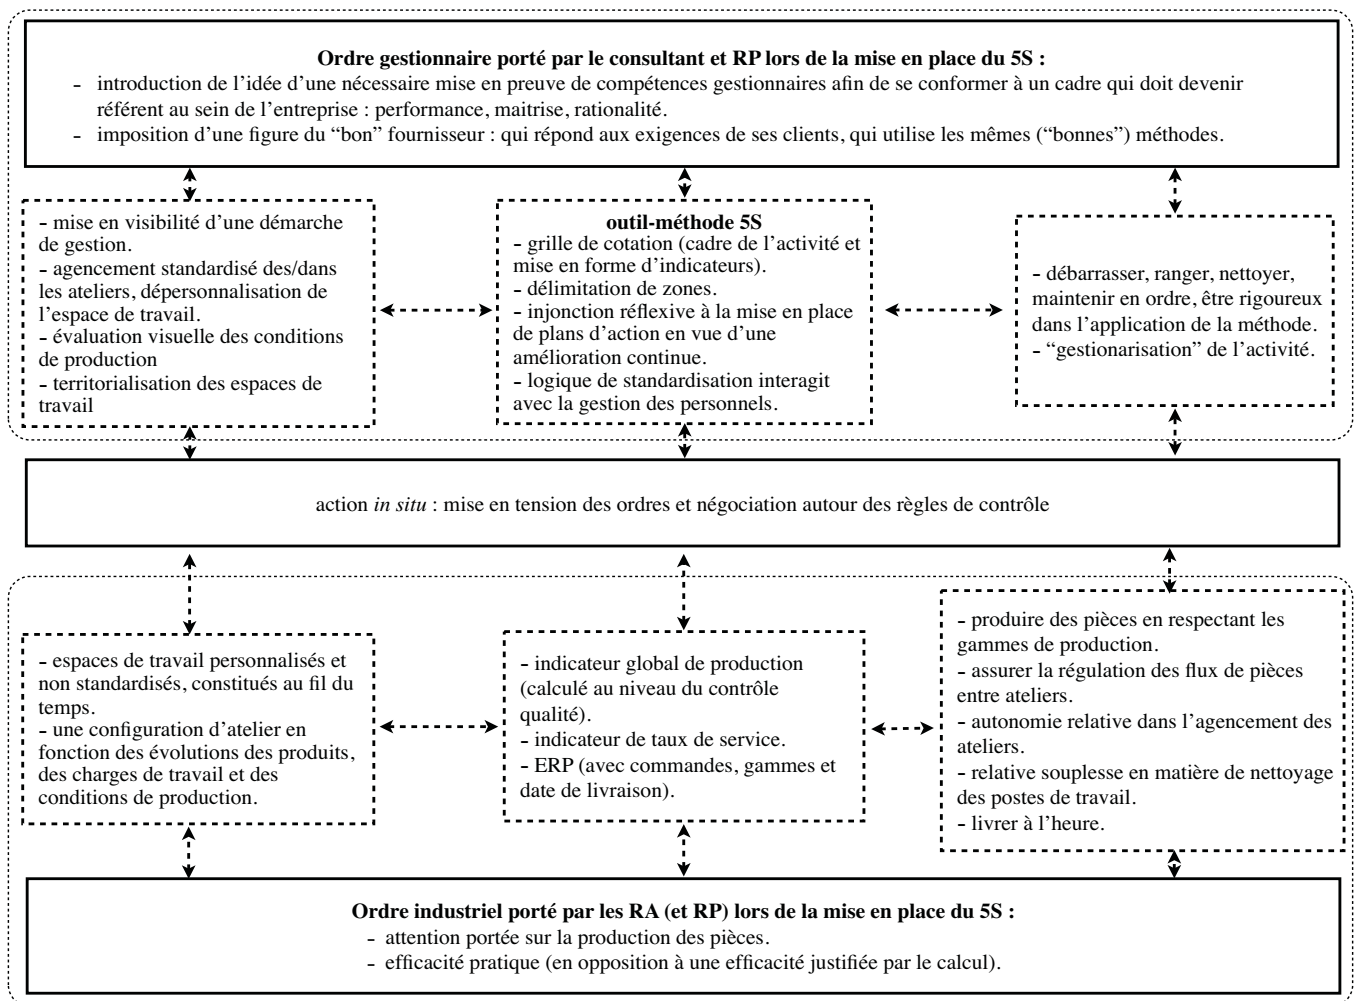 Ordre gestionnaire porté par le consultant et RP lors de la mise en place du 5S :
- introduction de l’idée d’une nécessaire mise en preuve de compétences gestionnaires afin de se conformer à un cadre qui doit devenir
référent au sein de l’entreprise : performance, maitrise, rationalité.
- imposition d’une figure du “bon” fournisseur : qui répond aux exigences de ses clients, qui utilise les mêmes (“bonnes”) méthodes.
- mise en visibilité d’une démarche
de gestion.
- agencement standardisé des/dans
les ateliers, dépersonnalisation de
l’espace de travail.
- évaluation visuelle des conditions
de production
- territorialisation des espaces de
travail
outil-méthode 5S
- grille de cotation (cadre de l’activité et
mise en forme d’indicateurs).
- délimitation de zones.
- injonction réflexive à la mise en place
de plans d’action en vue d’une
amélioration continue.
- logique de standardisation interagit
avec la gestion des personnels.
- débarrasser, ranger, nettoyer,
maintenir en ordre, être rigoureux
dans l’application de la méthode.
- “gestionarisation” de l’activité.
action in situ : mise en tension des ordres et négociation autour des règles de contrôle
- espaces de travail personnalisés et
non standardisés, constitués au fil du
temps.
- une configuration d’atelier en
fonction des évolutions des produits,
des charges de travail et des
conditions de production.
- indicateur global de production
(calculé au niveau du contrôle
qualité).
- indicateur de taux de service.
- ERP (avec commandes, gammes et
date de livraison).
- produire des pièces en respectant les
gammes de production.
- assurer la régulation des flux de pièces
entre ateliers.
- autonomie relative dans l’agencement des
ateliers.
- relative souplesse en matière de nettoyage
des postes de travail.
- livrer à l’heure.
Ordre industriel porté par les RA (et RP) lors de la mise en place du 5S :
- attention portée sur la production des pièces.
- efficacité pratique (en opposition à une efficacité justifiée par le calcul).